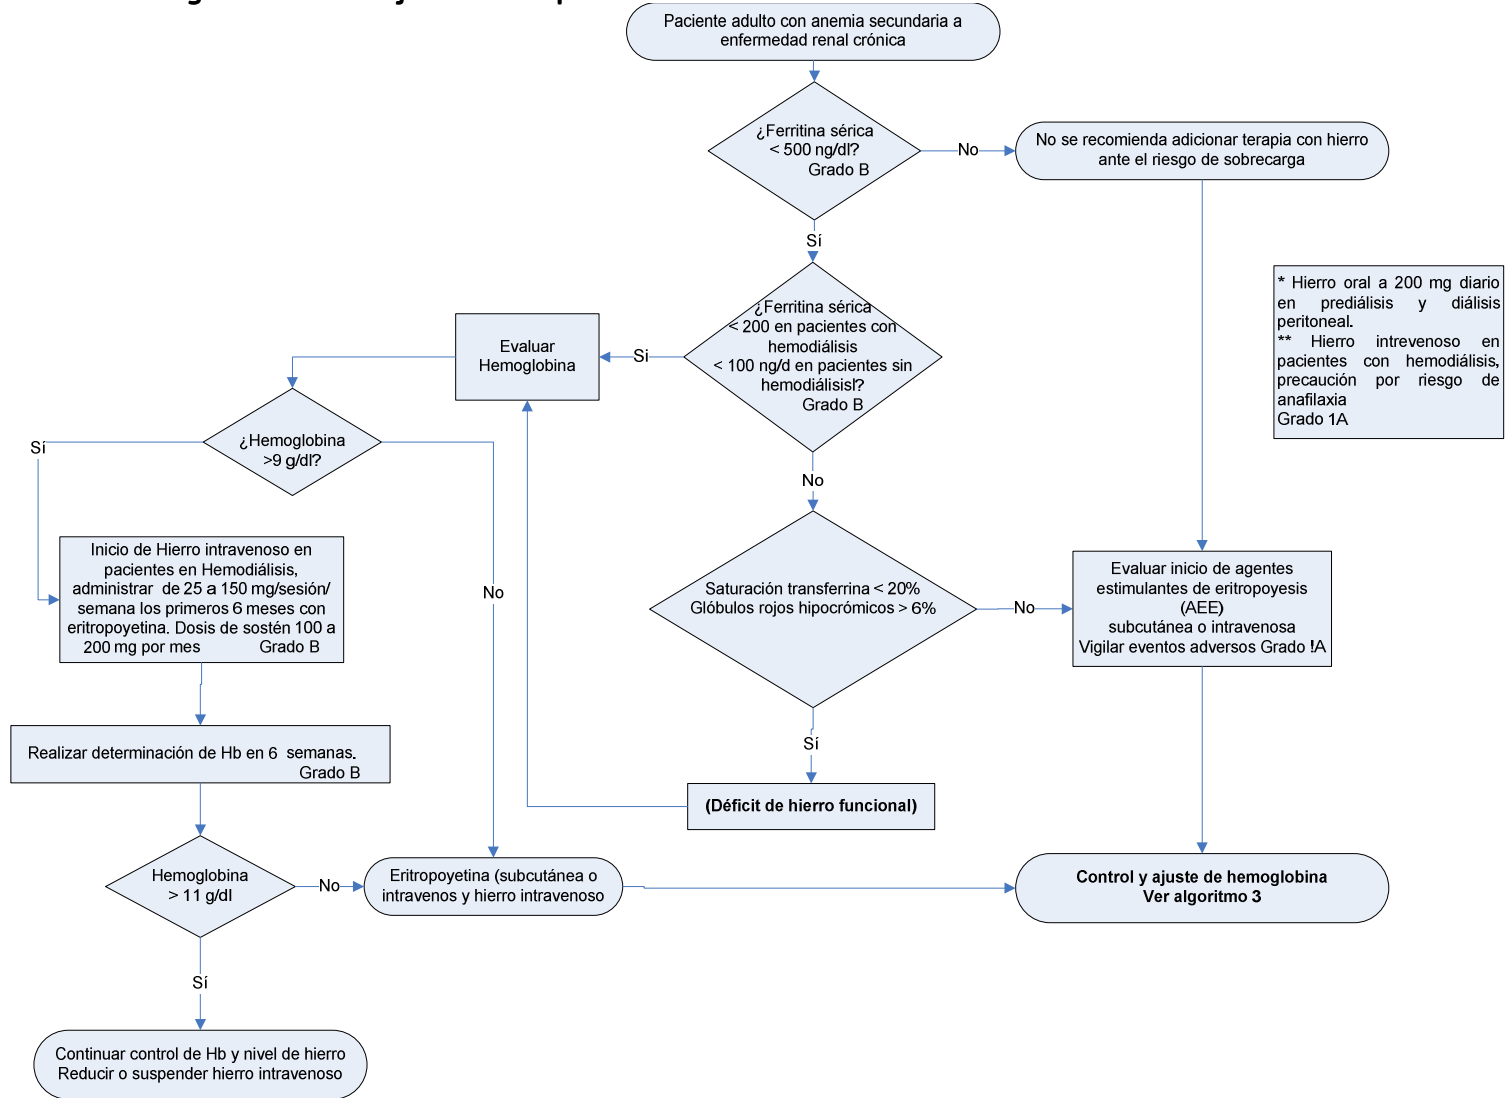 Paciente adulto con anemia secundaria a
enfermedad renal crónica
¿Ferritina sérica
< 500 ng/dl?
Grado B
No
No se recomienda adicionar terapia con hierro
ante el riesgo de sobrecarga
Sí
* Hierro oral a 200 mg diario
en prediálisis y diálisis
peritoneal.
** Hierro intrevenoso en
pacientes con hemodiálisis,
precaución por riesgo de
anafilaxia
Grado 1A
¿Ferritina sérica
< 200 en pacientes con
hemodiálisis
< 100 ng/d en pacientes sin
hemodiálisisl?
Grado B
Si
Evaluar
Hemoglobina
¿Hemoglobina
>9 g/dl?
Sí
No
No
Inicio de Hierro intravenoso en
pacientes en Hemodiálisis,
administrar de 25 a 150 mg/sesión/
semana los primeros 6 meses con
eritropoyetina. Dosis de sostén 100 a
200 mg por mes Grado B
Saturación transferrina < 20%
Glóbulos rojos hipocrómicos > 6%
No
Evaluar inicio de agentes
estimulantes de eritropoyesis
(AEE)
subcutánea o intravenosa
Vigilar eventos adversos Grado !A
Sí
Realizar determinación de Hb en 6 semanas.
Grado B
(Déficit de hierro funcional)
Hemoglobina
> 11 g/dl
No
Eritropoyetina (subcutánea o
intravenos y hierro intravenoso
Control y ajuste de hemoglobina
Ver algoritmo 3
Sí
Continuar control de Hb y nivel de hierro
Reducir o suspender hierro intravenoso